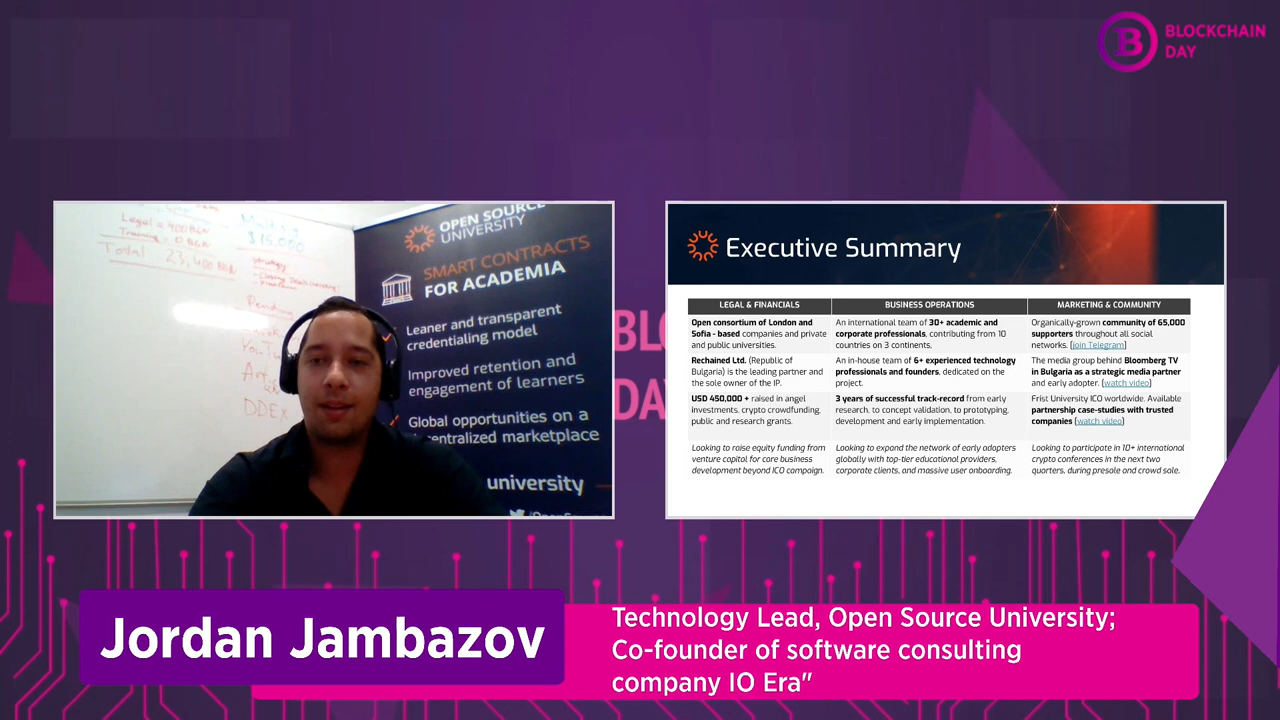 BLOCKCHAIN
DAY
Legal = 400 BGN
Total 23,400 BGN
$15,000
DDEX
OPEN SOURCE
UNIVERSITY
SMART CONTRACTS
FOR ACADEMIA
Leaner and transparent
credentialing model
Improved retention and
engagement of learners
Global opportunities on a
centralized marketplace
university
BLO
DAY
Executive Summary
LEGAL & FINANCIALS
BUSINESS OPERATIONS
MARKETING & COMMUNITY
Open consortium of London and
Sofia - based companies and private
and public universities.
An international team of 30+ academic and
corporate professionals, contributing from 10
countries on 3 continents,
Organically-grown community of 65,000
supporters throughout all social
networks. [join Telegram]
Rechained Ltd. (Republic of
Bulgaria) is the leading partner and
the sole owner of the IP.
An in-house team of 6+ experienced technology
professionals and founders, dedicated on the
project.
The media group behind Bloomberg TV
in Bulgaria as a strategic media partner
and early adopter. [watch video]
USD 450,000 + raised in angel
investments, crypto crowdfunding,
public and research grants.
3 years of successful track-record from early
research, to concept validation, to prototyping,
development and early implementation.
Frist University ICO worldwide. Available
partnership case-studies with trusted
companies [watch video]
Looking to raise equity funding from
venture capital for core business
development beyond ICO campaign.
Looking to expand the network of early adopters
globally with top-tier educational providers,
corporate clients, and massive user onboarding.
Looking to participate in 10+ international
crypto conferences in the next two
quarters, during presale and crowd sale.
Jordan Jambazov
Technology Lead, Open Source University;
Co-founder of software consulting
company IO Era"